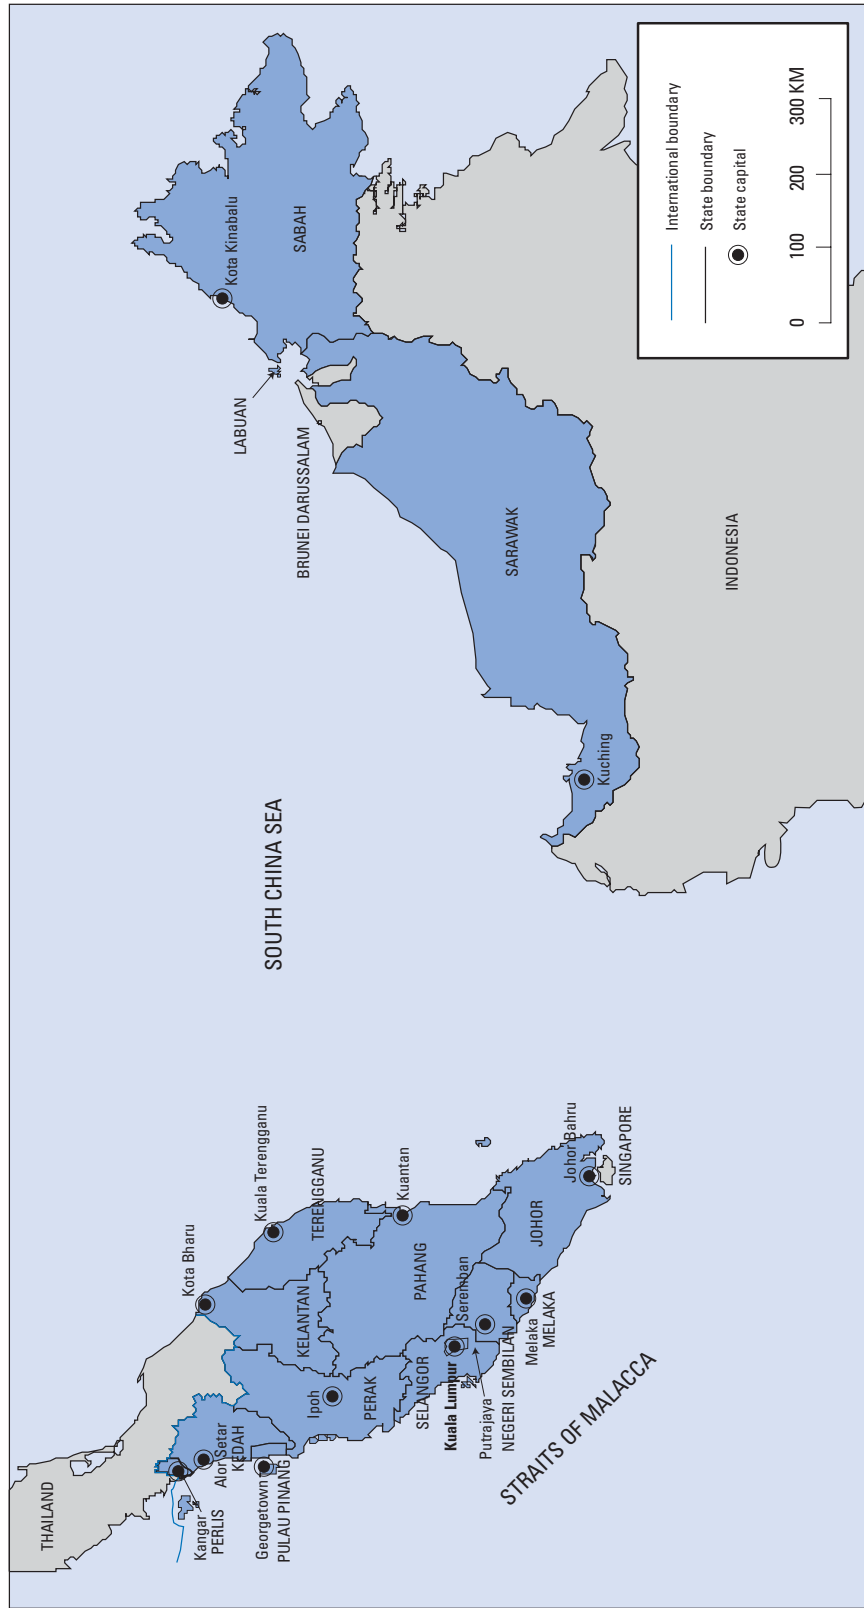 THAILAND
Kangar
PERLIS
Alor Setar
KEDAH
Georgetown
PULAU PINANG
Kota Bharu
Kuala Terengganu
TERENGGANU
KELANTAN
Ipoh
PERAK
Kuantan
PAHANG
SELANGOR
Kuala Lumpur
Putrajaya
Seremban
NEGERI SEMBILAN
Melaka
MELAKA
JOHOR
Johor Bahru
SINGAPORE
STRAITS OF MALACCA
SOUTH CHINA SEA
Kota Kinabalu
SABAH
LABUAN
BRUNEI DARUSSALAM
SARAWAK
Kuching
INDONESIA
International boundary
State boundary
State capital
0 100 200 300 KM